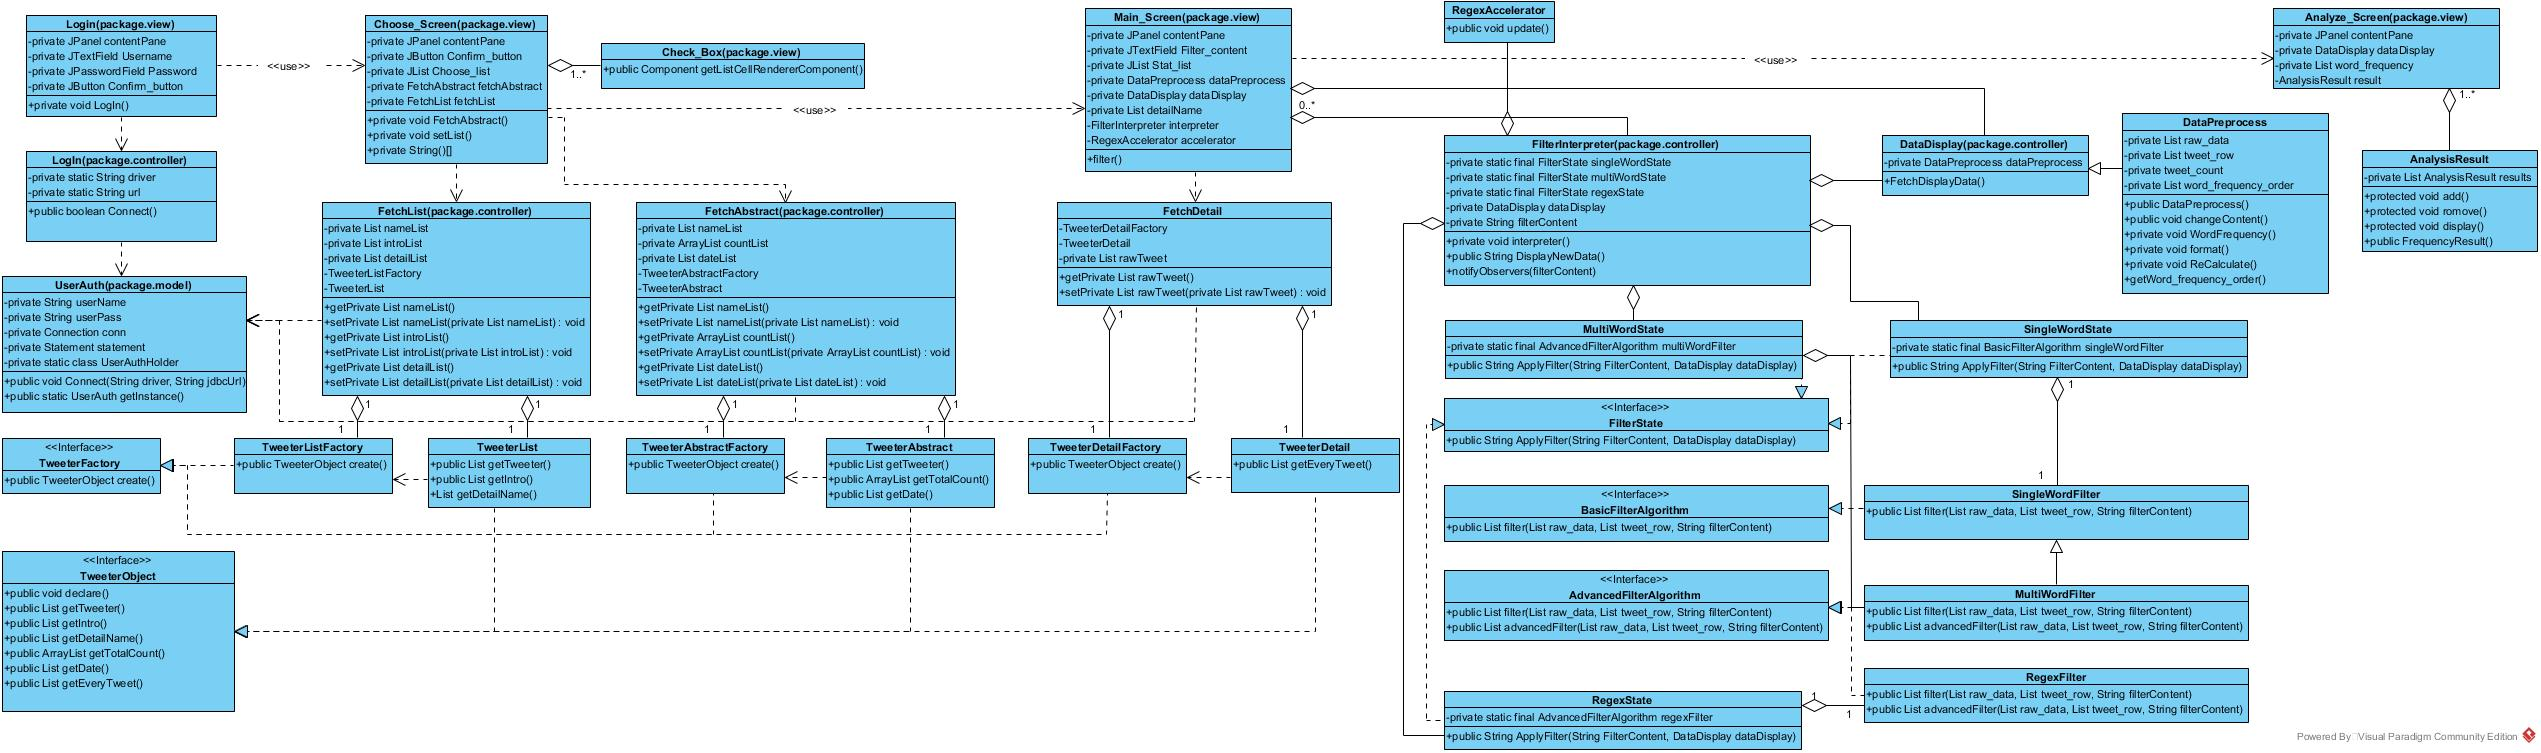 Login(package.view)
-private JPanel contentPane
-private JTextField Username
-private JPasswordField Password
-private JButton Confirm_button
+private void LogIn()
<<use>>
Choose_Screen(package.view)
-private JPanel contentPane
-private JButton Confirm_button
-private JList Choose_list
-private FetchAbstract fetchAbstract
-private FetchList fetchList
+private void FetchAbstract()
+private void setList()
+private String()[]
1..*
Check_Box(package.view)
+public Component getListCellRendererComponent()
<<use>>
Main_Screen(package.view)
-private JPanel contentPane
-private JTextField Filter_content
-private JList Stat_list
-private DataPreprocess dataPreprocess
-private DataDisplay dataDisplay
-private List detailName
-FilterInterpreter interpreter
-RegexAccelerator accelerator
+filter()
0..*
RegexAccelerator
+public void update()
<<use>>
Analyze_Screen(package.view)
-private JPanel contentPane
-private DataDisplay dataDisplay
-private List word_frequency
-AnalysisResult result
1..*
LogIn(package.controller)
-private static String driver
-private static String url
+public boolean Connect()
FilterInterpreter(package.controller)
-private static final FilterState singleWordState
-private static final FilterState multiWordState
-private static final FilterState regexState
-private DataDisplay dataDisplay
-private String filterContent
+private void interpreter()
+public String DisplayNewData()
+notifyObservers(filterContent)
DataDisplay(package.controller)
-private DataPreprocess dataPreprocess
+FetchDisplayData()
DataPreprocess
-private List raw_data
-private List tweet_row
-private tweet_count
-private List word_frequency_order
+public DataPreprocess()
+public void changeContent()
+private void WordFrequency()
+private void format()
+private void ReCalculate()
+getWord_frequency_order()
AnalysisResult
-private List AnalysisResult results
+protected void add()
+protected void romove()
+protected void display()
+public FrequencyResult()
FetchList(package.controller)
-private List nameList
-private List introList
-private List detailList
-TweeterListFactory
-TweeterList
+getPrivate List nameList()
+setPrivate List nameList(private List nameList) : void
+getPrivate List introList()
+setPrivate List introList(private List introList) : void
+getPrivate List detailList()
+setPrivate List detailList(private List detailList) : void
1
1
1
1
FetchAbstract(package.controller)
-private List nameList
-private ArrayList countList
-private List dateList
-TweeterAbstractFactory
-TweeterAbstract
+getPrivate List nameList()
+setPrivate List nameList(private List nameList) : void
+getPrivate ArrayList countList()
+setPrivate ArrayList countList(private ArrayList countList) : void
+getPrivate List dateList()
+setPrivate List dateList(private List dateList) : void
1
1
1
1
FetchDetail
-TweeterDetailFactory
-TweeterDetail
-private List rawTweet
+getPrivate List rawTweet()
+setPrivate List rawTweet(private List rawTweet) : void
1
1
1
1
UserAuth(package.model)
-private String userName
-private String userPass
-private Connection conn
-private Statement statement
-private static class UserAuthHolder
+public void Connect(String driver, String jdbcUrl)
+public static UserAuth getInstance()
MultiWordState
-private static final AdvancedFilterAlgorithm multiWordFilter
+public String ApplyFilter(String FilterContent, DataDisplay dataDisplay)
SingleWordState
-private static final BasicFilterAlgorithm singleWordFilter
+public String ApplyFilter(String FilterContent, DataDisplay dataDisplay)
1
1
<<Interface>>
FilterState
+public String ApplyFilter(String FilterContent, DataDisplay dataDisplay)
<<Interface>>
TweeterFactory
+public TweeterObject create()
TweeterListFactory
+public TweeterObject create()
TweeterList
+public List getTweeter()
+public List getIntro()
+List getDetailName()
TweeterAbstractFactory
+public TweeterObject create()
TweeterAbstract
+public List getTweeter()
+public ArrayList getTotalCount()
+public List getDate()
TweeterDetailFactory
+public TweeterObject create()
TweeterDetail
+public List getEveryTweet()
<<Interface>>
BasicFilterAlgorithm
+public List filter(List raw_data, List tweet_row, String filterContent)
SingleWordFilter
+public List filter(List raw_data, List tweet_row, String filterContent)
<<Interface>>
TweeterObject
+public void declare()
+public List getTweeter()
+public List getIntro()
+public List getDetailName()
+public ArrayList getTotalCount()
+public List getDate()
+public List getEveryTweet()
<<Interface>>
AdvancedFilterAlgorithm
+public List filter(List raw_data, List tweet_row, String filterContent)
+public List advancedFilter(List raw_data, List tweet_row, String filterContent)
MultiWordFilter
+public List filter(List raw_data, List tweet_row, String filterContent)
+public List advancedFilter(List raw_data, List tweet_row, String filterContent)
RegexState
-private static final AdvancedFilterAlgorithm regexFilter
+public String ApplyFilter(String FilterContent, DataDisplay dataDisplay)
1
1
RegexFilter
+public List filter(List raw_data, List tweet_row, String filterContent)
+public List advancedFilter(List raw_data, List tweet_row, String filterContent)
Powered By Visual Paradigm Community Edition